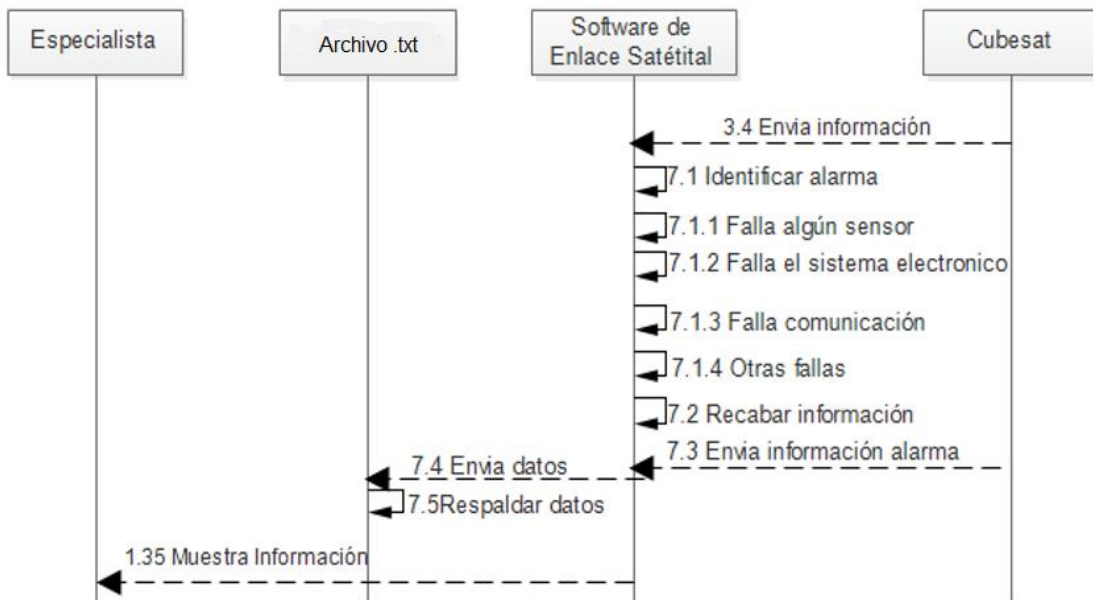 Especialista
Archivo .txt
Software de
Enlace Satétital
Cubesat
3.4 Envia información
7.1 Identificar alarma
7.1.1 Falla algún sensor
7.1.2 Falla el sistema electronico
7.1.3 Falla comunicación
7.1.4 Otras fallas
7.2 Recabar información
7.3 Envia información alarma
7.4 Envia datos
7.5Respaldar datos
1.35 Muestra Información